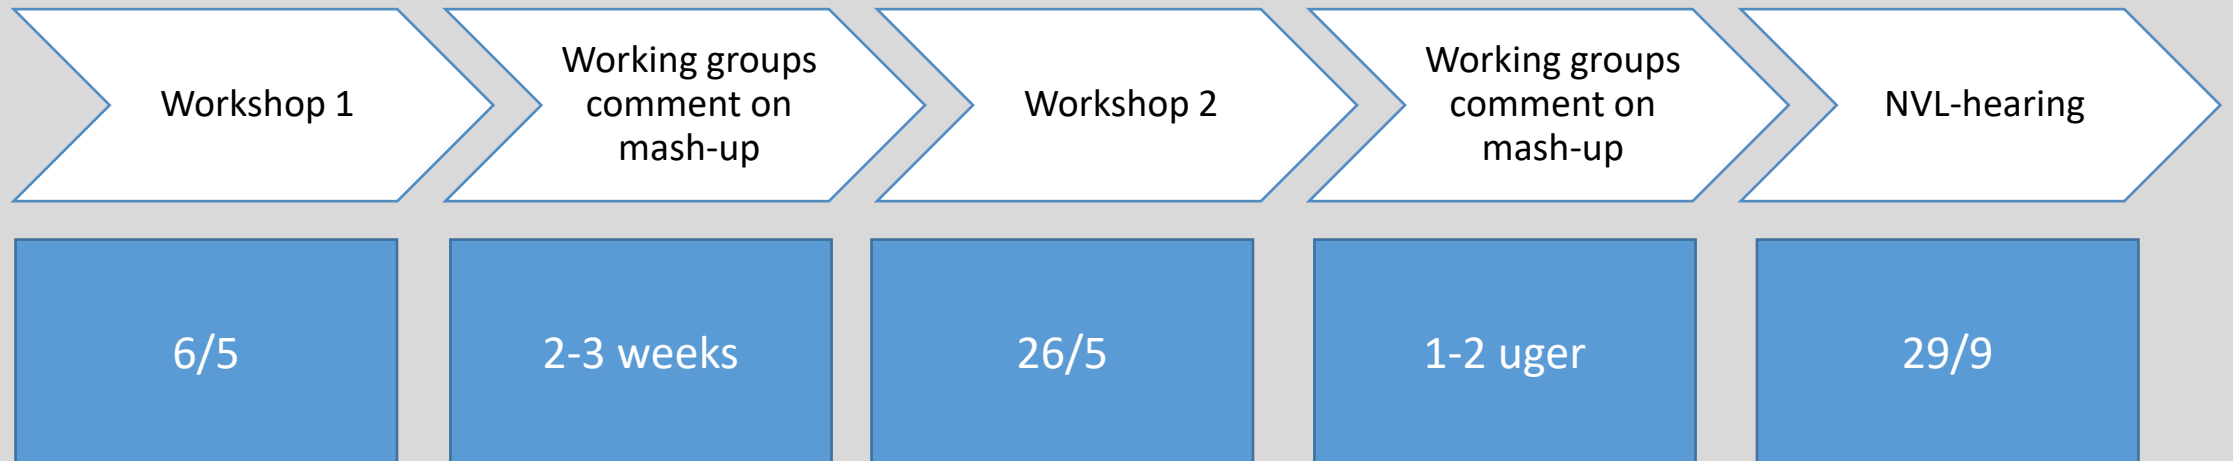 Workshop 1
Working groups
comment on
mash-up
Workshop 2
Working groups
comment on
mash-up
NVL-hearing
6/5
2-3 weeks
26/5
1-2 uger
29/9